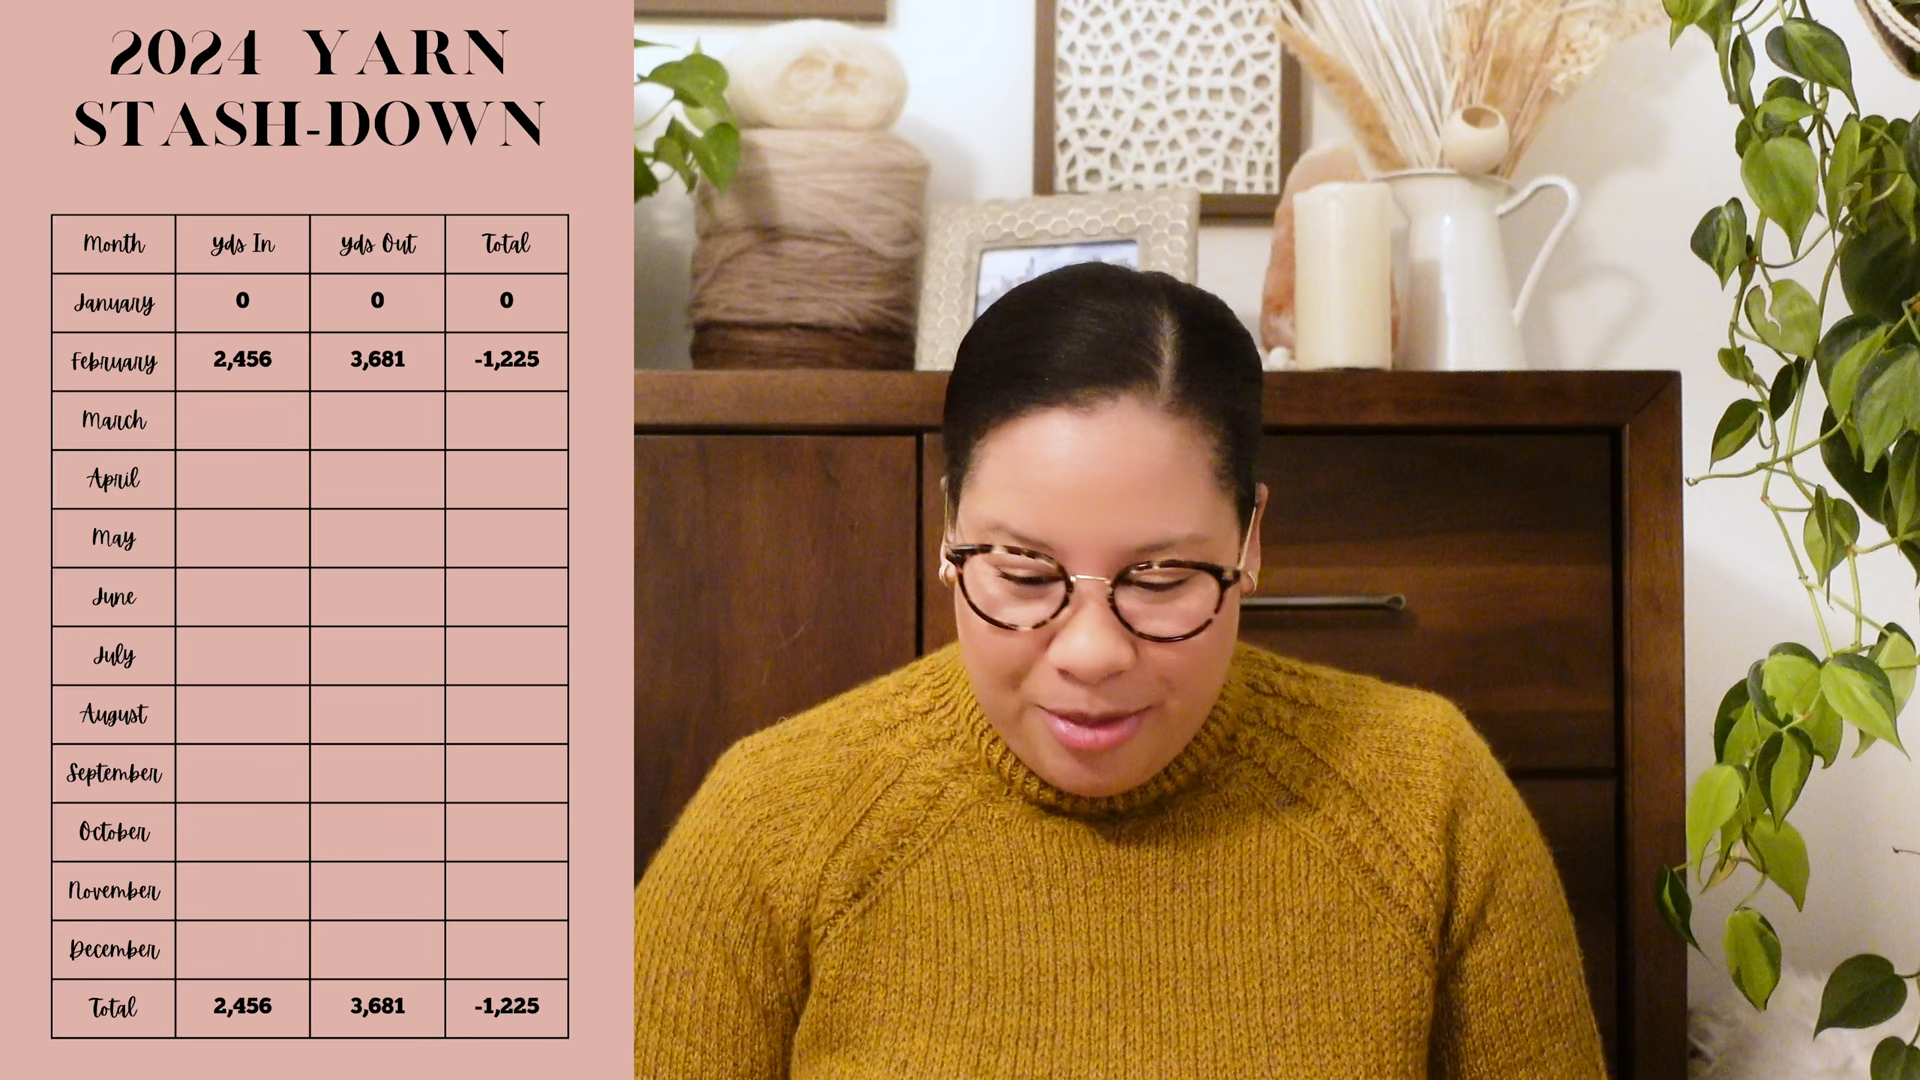 2024 YARN
STASH-DOWN
Month yds In yds Out Total
January 0 0 0
February 2,456 3,681 -1,225
March
April
May
June
July
August
September
October
November
December
Total 2,456 3,681 -1,225